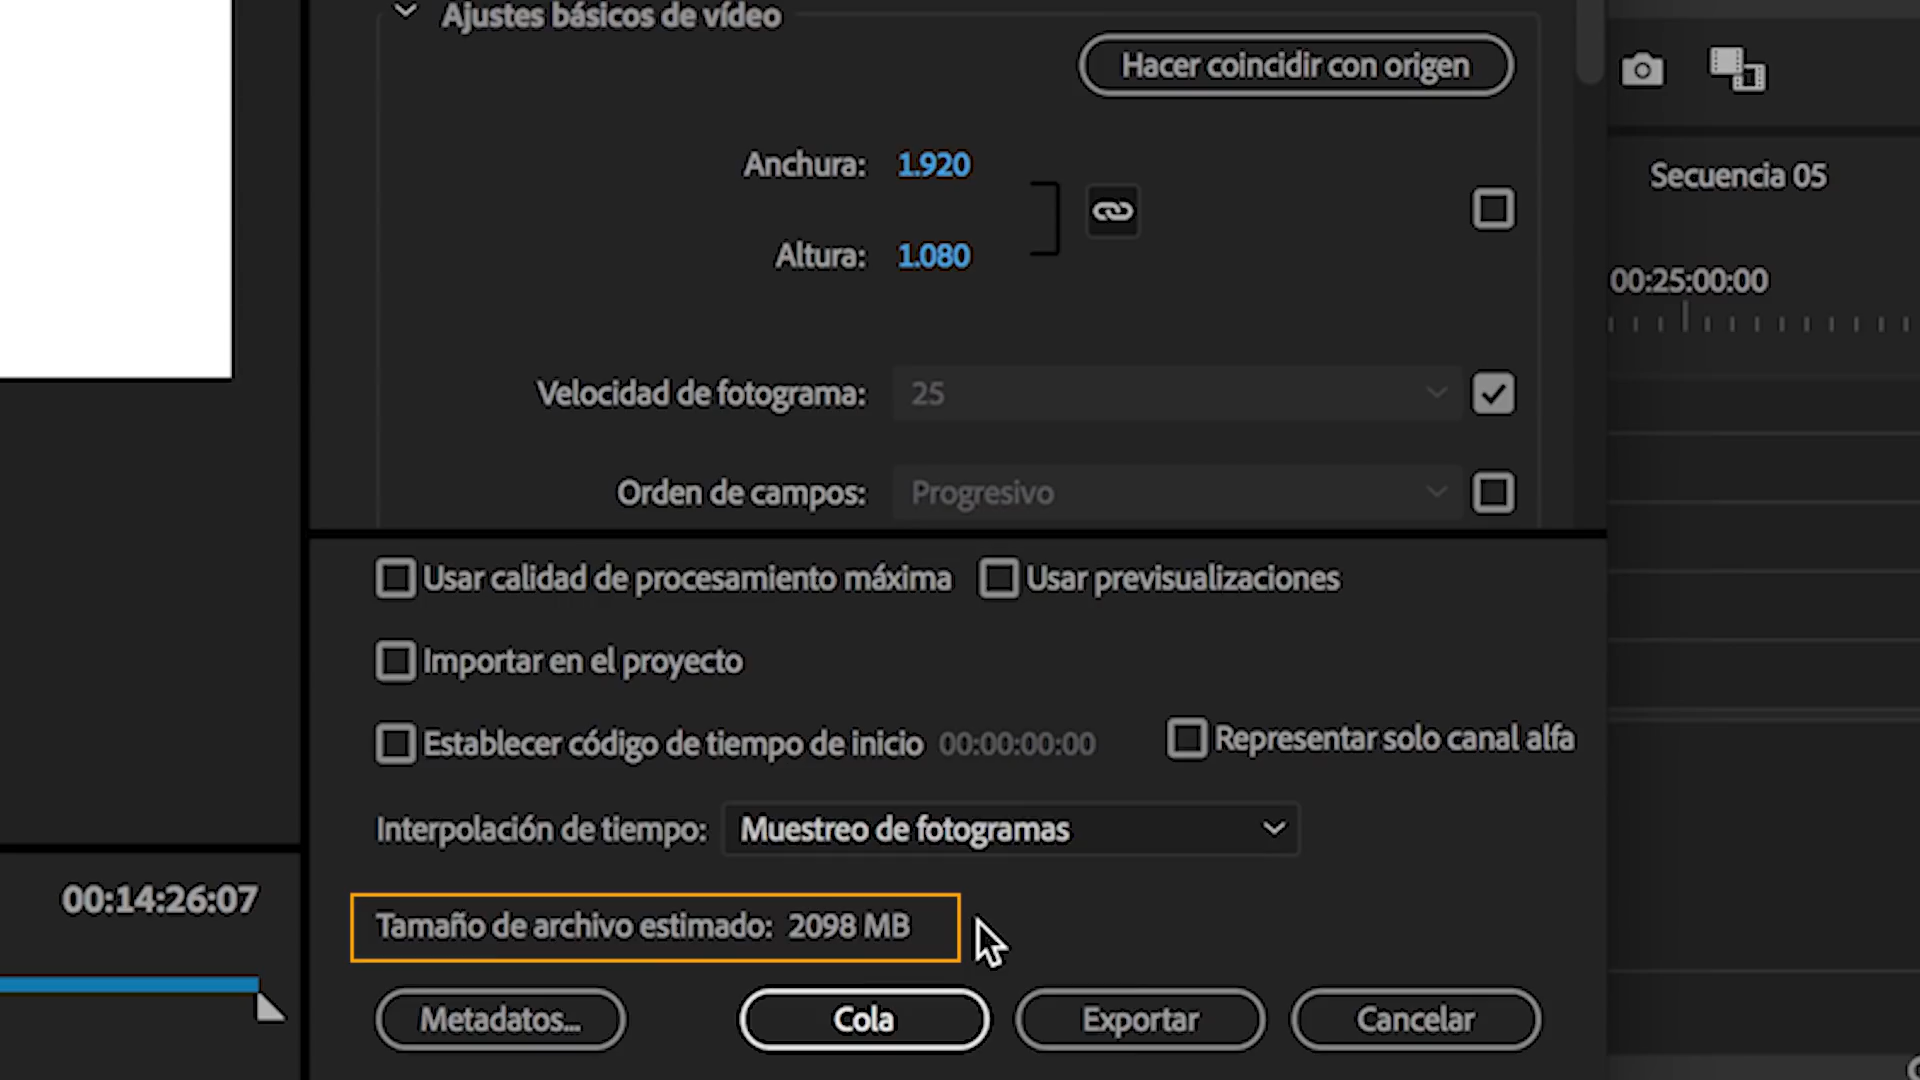 Ajustes básicos de vídeo
Hacer coincidir con origen
Anchura: 1.920
Altura: 1.080
Velocidad de fotograma: 25
Orden de campos: Progresivo
Usar calidad de procesamiento máxima Usar previsualizaciones
Importar en el proyecto
Establecer código de tiempo de inicio 00:00:00:00 Representar solo canal alfa
Interpolación de tiempo: Muestreo de fotogramas
Tamaño de archivo estimado: 2098 MB
Metadatos... Cola Exportar Cancelar
00:14:26:07
Secuencia 05
00:25:00:00